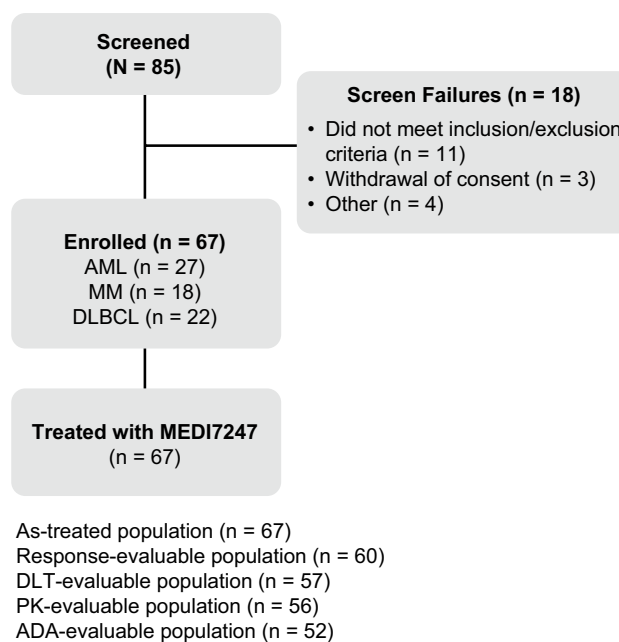 Screened
(N = 85)
Screen Failures (n = 18)
• Did not meet inclusion/exclusion
criteria (n = 11)
• Withdrawal of consent (n = 3)
• Other (n = 4)
Enrolled (n = 67)
AML (n = 27)
MM (n = 18)
DLBCL (n = 22)
Treated with MEDI7247
(n = 67)
As-treated population (n = 67)
Response-evaluable population (n = 60)
DLT-evaluable population (n = 57)
PK-evaluable population (n = 56)
ADA-evaluable population (n = 52)